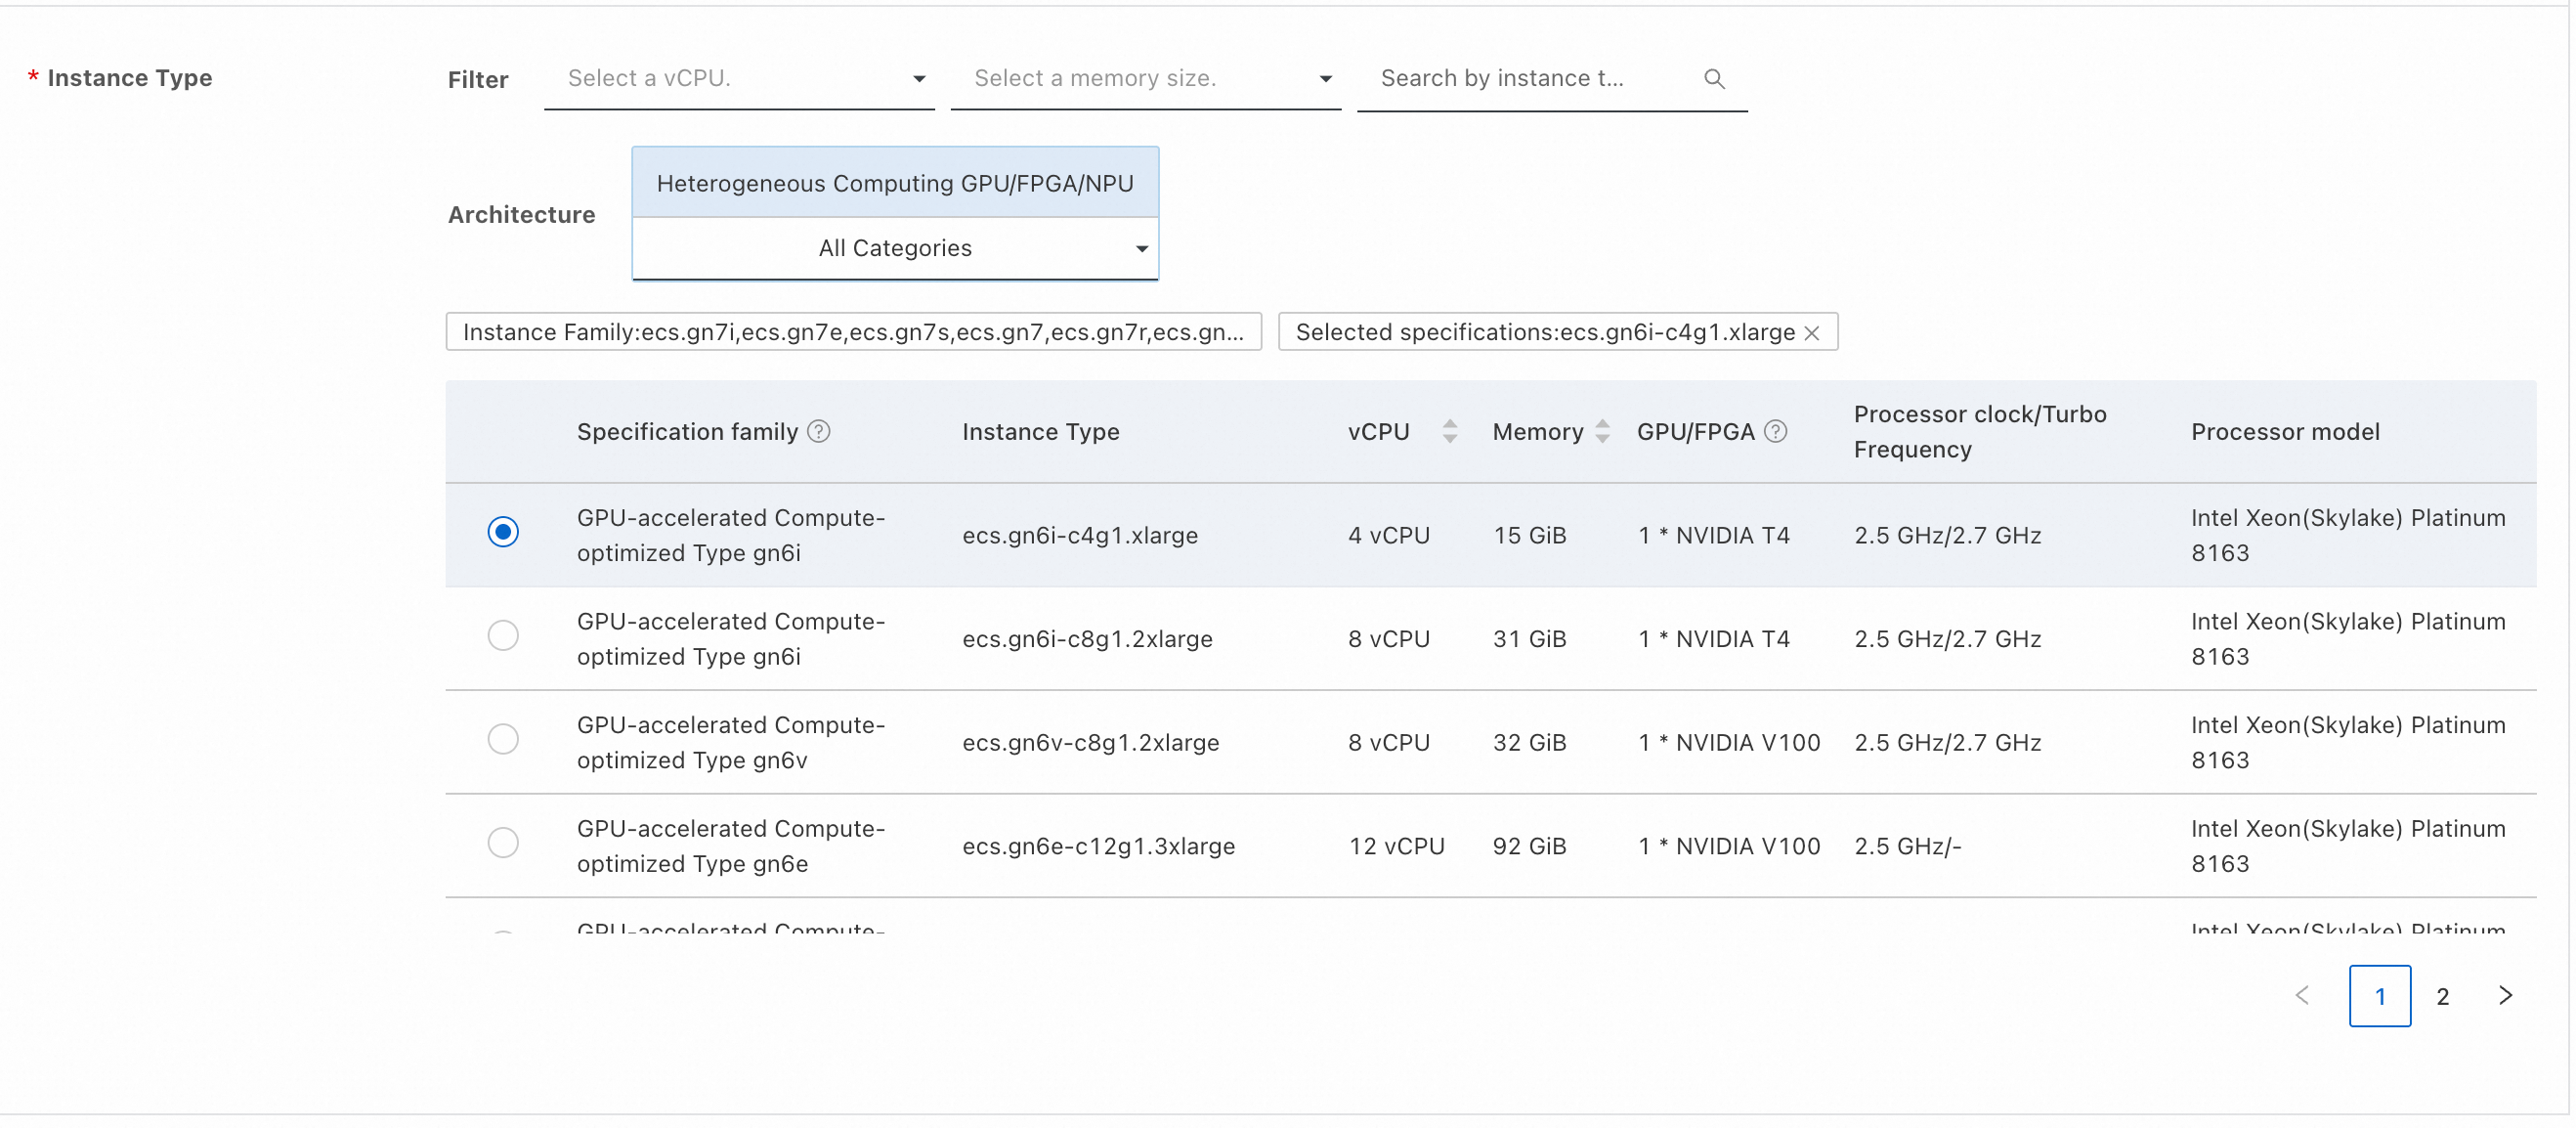 * Instance Type
Filter
Select a vCPU.
Select a memory size.
Search by instance t...
Architecture
Heterogeneous Computing GPU/FPGA/NPU
All Categories
Instance Family:ecs.gn7i,ecs.gn7e,ecs.gn7s,ecs.gn7,ecs.gn7r,ecs.gn...
Selected specifications:ecs.gn6i-c4g1.xlarge
Specification family
Instance Type
vCPU
Memory
GPU/FPGA
Processor clock/Turbo
Frequency
Processor model
GPU-accelerated Compute-
optimized Type gn6i
ecs.gn6i-c4g1.xlarge
4 vCPU
15 GiB
1 * NVIDIA T4
2.5 GHz/2.7 GHz
Intel Xeon(Skylake) Platinum
8163
GPU-accelerated Compute-
optimized Type gn6i
ecs.gn6i-c8g1.2xlarge
8 vCPU
31 GiB
1 * NVIDIA T4
2.5 GHz/2.7 GHz
Intel Xeon(Skylake) Platinum
8163
GPU-accelerated Compute-
optimized Type gn6v
ecs.gn6v-c8g1.2xlarge
8 vCPU
32 GiB
1 * NVIDIA V100
2.5 GHz/2.7 GHz
Intel Xeon(Skylake) Platinum
8163
GPU-accelerated Compute-
optimized Type gn6e
ecs.gn6e-c12g1.3xlarge
12 vCPU
92 GiB
1 * NVIDIA V100
2.5 GHz/-
Intel Xeon(Skylake) Platinum
8163
GPU-accelerated Compute-
Intel Xeon(Skylake) Platinum
1
2